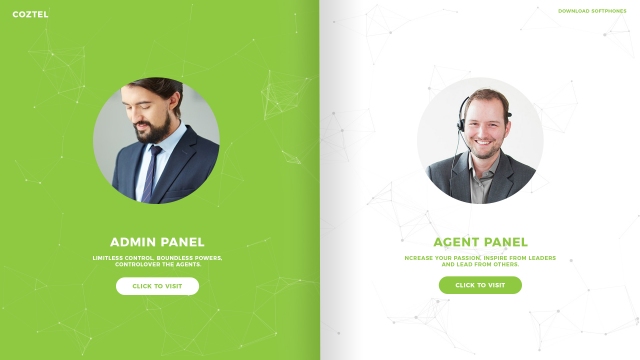 COZTEL
DOWNLOAD SOFTPHONES
ADMIN PANEL
LIMITLESS CONTROL, BOUNDLESS POWERS,
CONTROLOVER THE AGENTS.
CLICK TO VISIT
AGENT PANEL
NCREASE YOUR PASSION, INSPIRE FROM LEADERS
AND LEAD FROM OTHERS.
CLICK TO VISIT